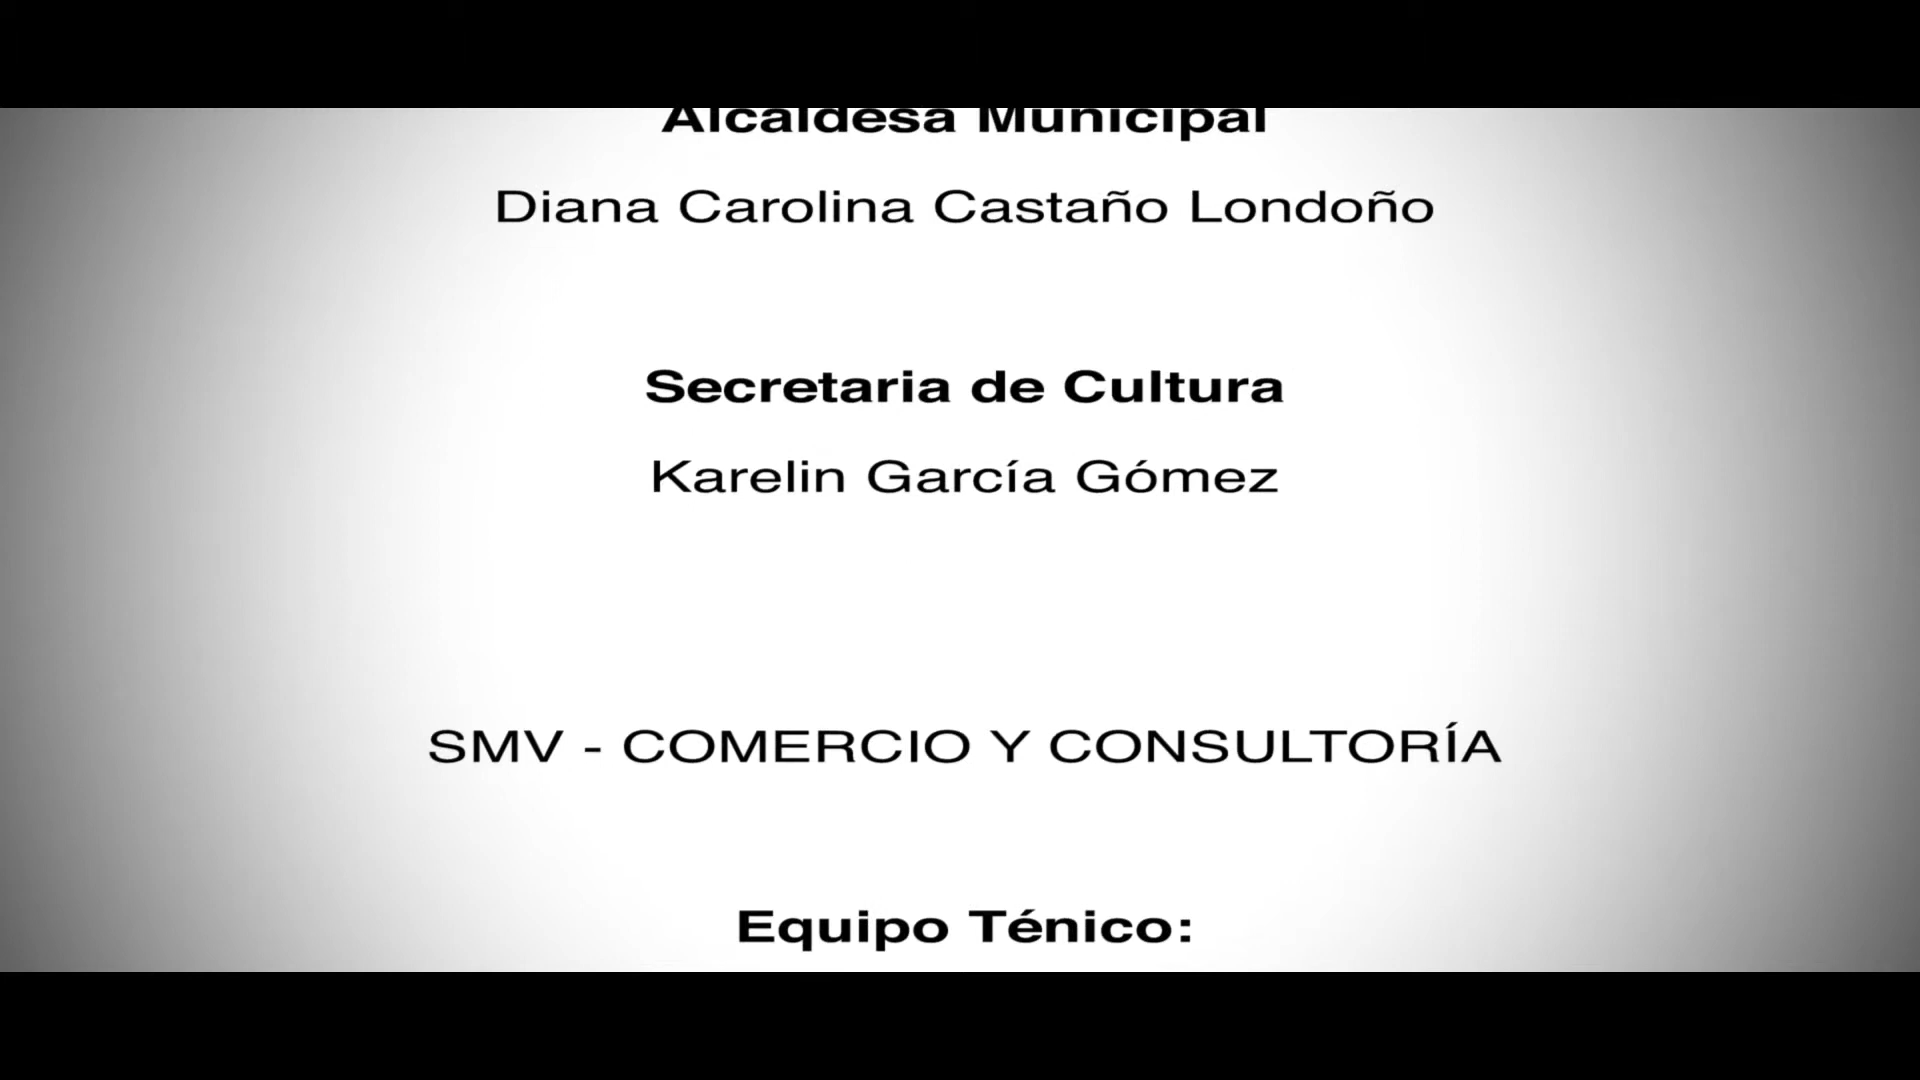 Alcaldesa Municipal
Diana Carolina Castaño Londoño
Secretaria de Cultura
Karelin García Gómez
SMV - COMERCIO Y CONSULTORÍA
Equipo Ténico: